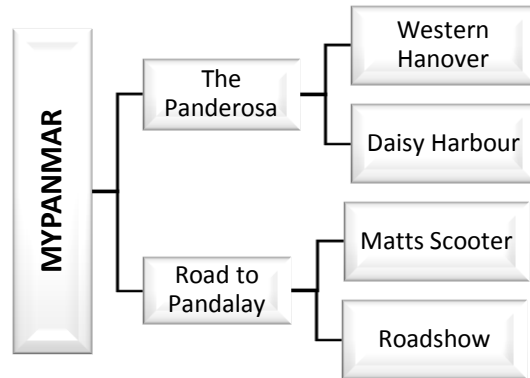 MYPANMAR
The
Panderosa
Western
Hanover
Daisy Harbour
Road to
Pandalay
Matts Scooter
Roadshow